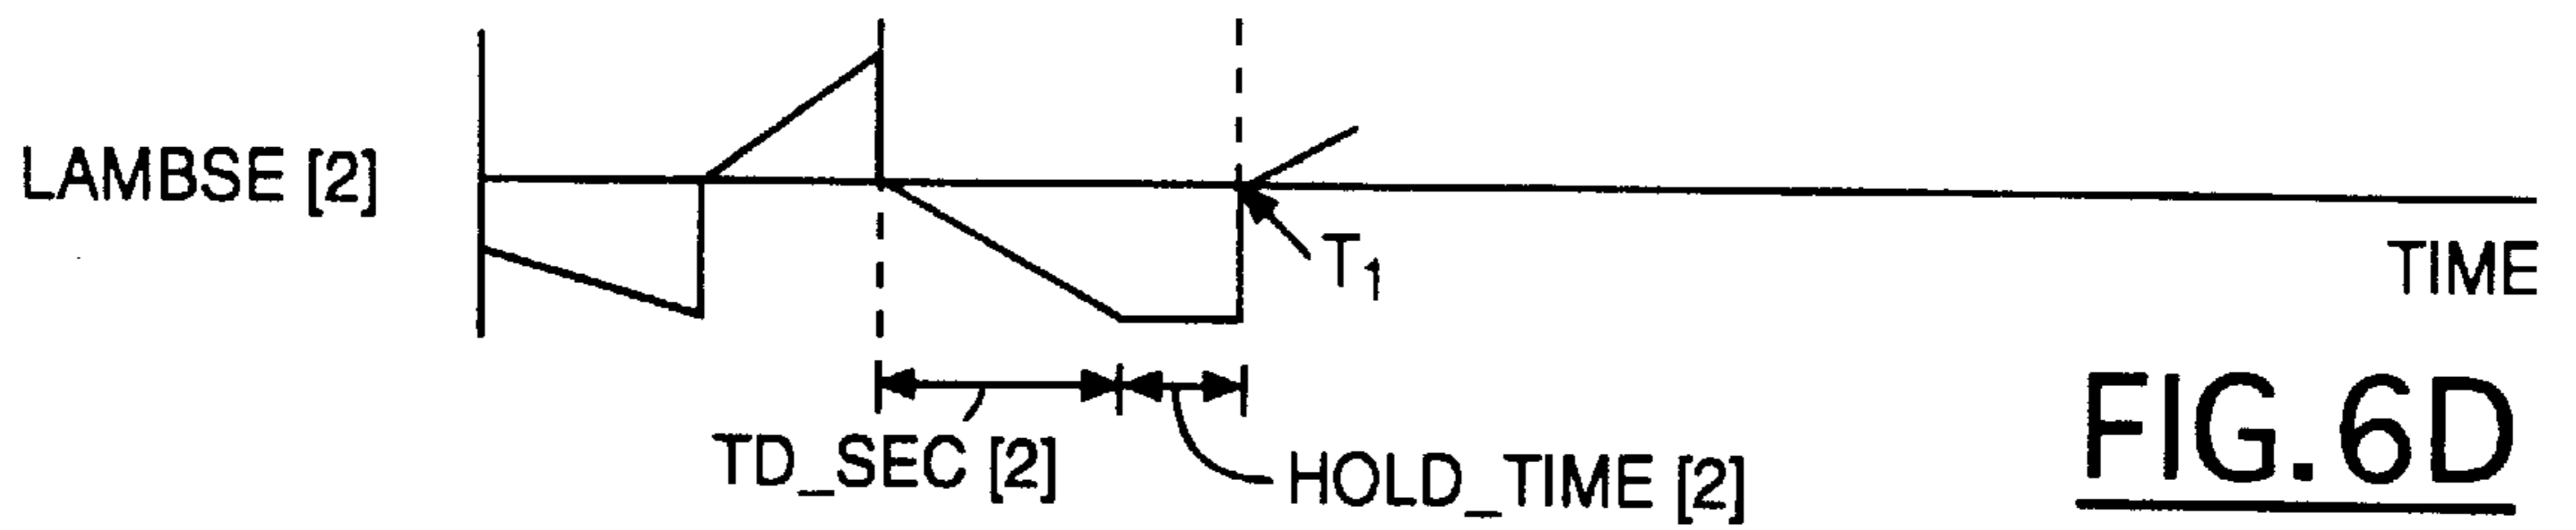 LAMBSE [2]
T1
TIME
TD_SEC [2]
HOLD_TIME [2]
FIG. 6D